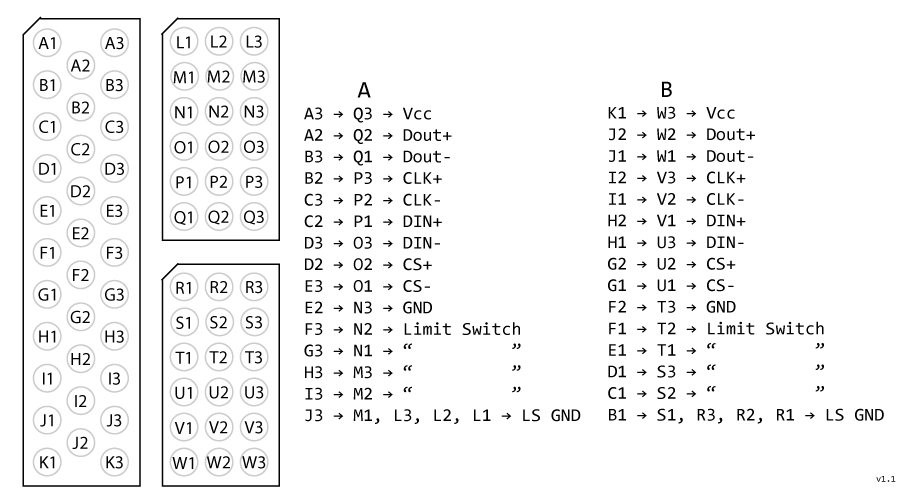 A1 A3
A2
B1 B3
B2
C1 C3
C2
D1 D3
D2
E1 E3
E2
F1 F3
F2
G1 G3
G2
H1 H3
H2
I1 I3
I2
J1 J3
J2
K1 K3
L1 L2 L3
M1 M2 M3
N1 N2 N3
O1 O2 O3
P1 P2 P3
Q1 Q2 Q3
R1 R2 R3
S1 S2 S3
T1 T2 T3
U1 U2 U3
V1 V2 V3
W1 W2 W3
A
A3 → Q3 → Vcc
A2 → Q2 → Dout+
B3 → Q1 → Dout-
B2 → P3 → CLK+
C3 → P2 → CLK-
C2 → P1 → DIN+
D3 → O3 → DIN-
D2 → O2 → CS+
E3 → O1 → CS-
E2 → N3 → GND
F3 → N2 → Limit Switch
G3 → N1 → “ ”
H3 → M3 → “ ”
I3 → M2 → “ ”
J3 → M1, L3, L2, L1 → LS GND
B
K1 → W3 → Vcc
J2 → W2 → Dout+
J1 → W1 → Dout-
I2 → V3 → CLK+
I1 → V2 → CLK-
H2 → V1 → DIN+
H1 → U3 → DIN-
G2 → U2 → CS+
G1 → U1 → CS-
F2 → T3 → GND
F1 → T2 → Limit Switch
E1 → T1 → “ ”
D1 → S3 → “ ”
C1 → S2 → “ ”
B1 → S1, R3, R2, R1 → LS GND
v1.1